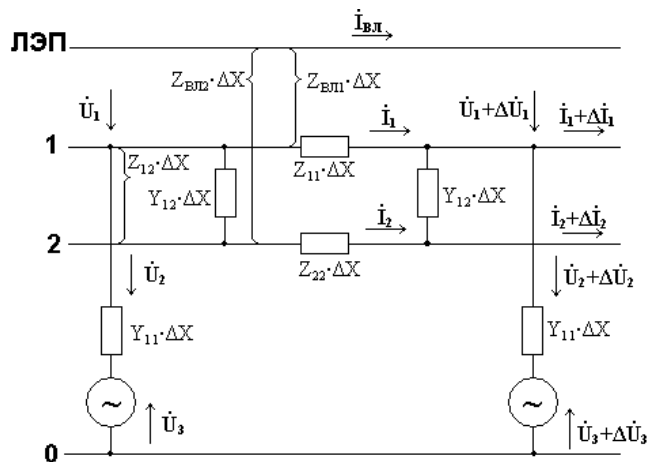 ЛЭП
İВЛ
ZВЛ2·ΔX
ZВЛ1·ΔX
U̇1
İ1
U̇1+ΔU̇1
İ1+Δİ1
1
Z12·ΔX
Z11·ΔX
Y12·ΔX
Y12·ΔX
İ2
İ2+Δİ2
2
Z22·ΔX
U̇2
U̇2+ΔU̇2
Y11·ΔX
Y11·ΔX
~
~
U̇3
U̇3+ΔU̇3
0